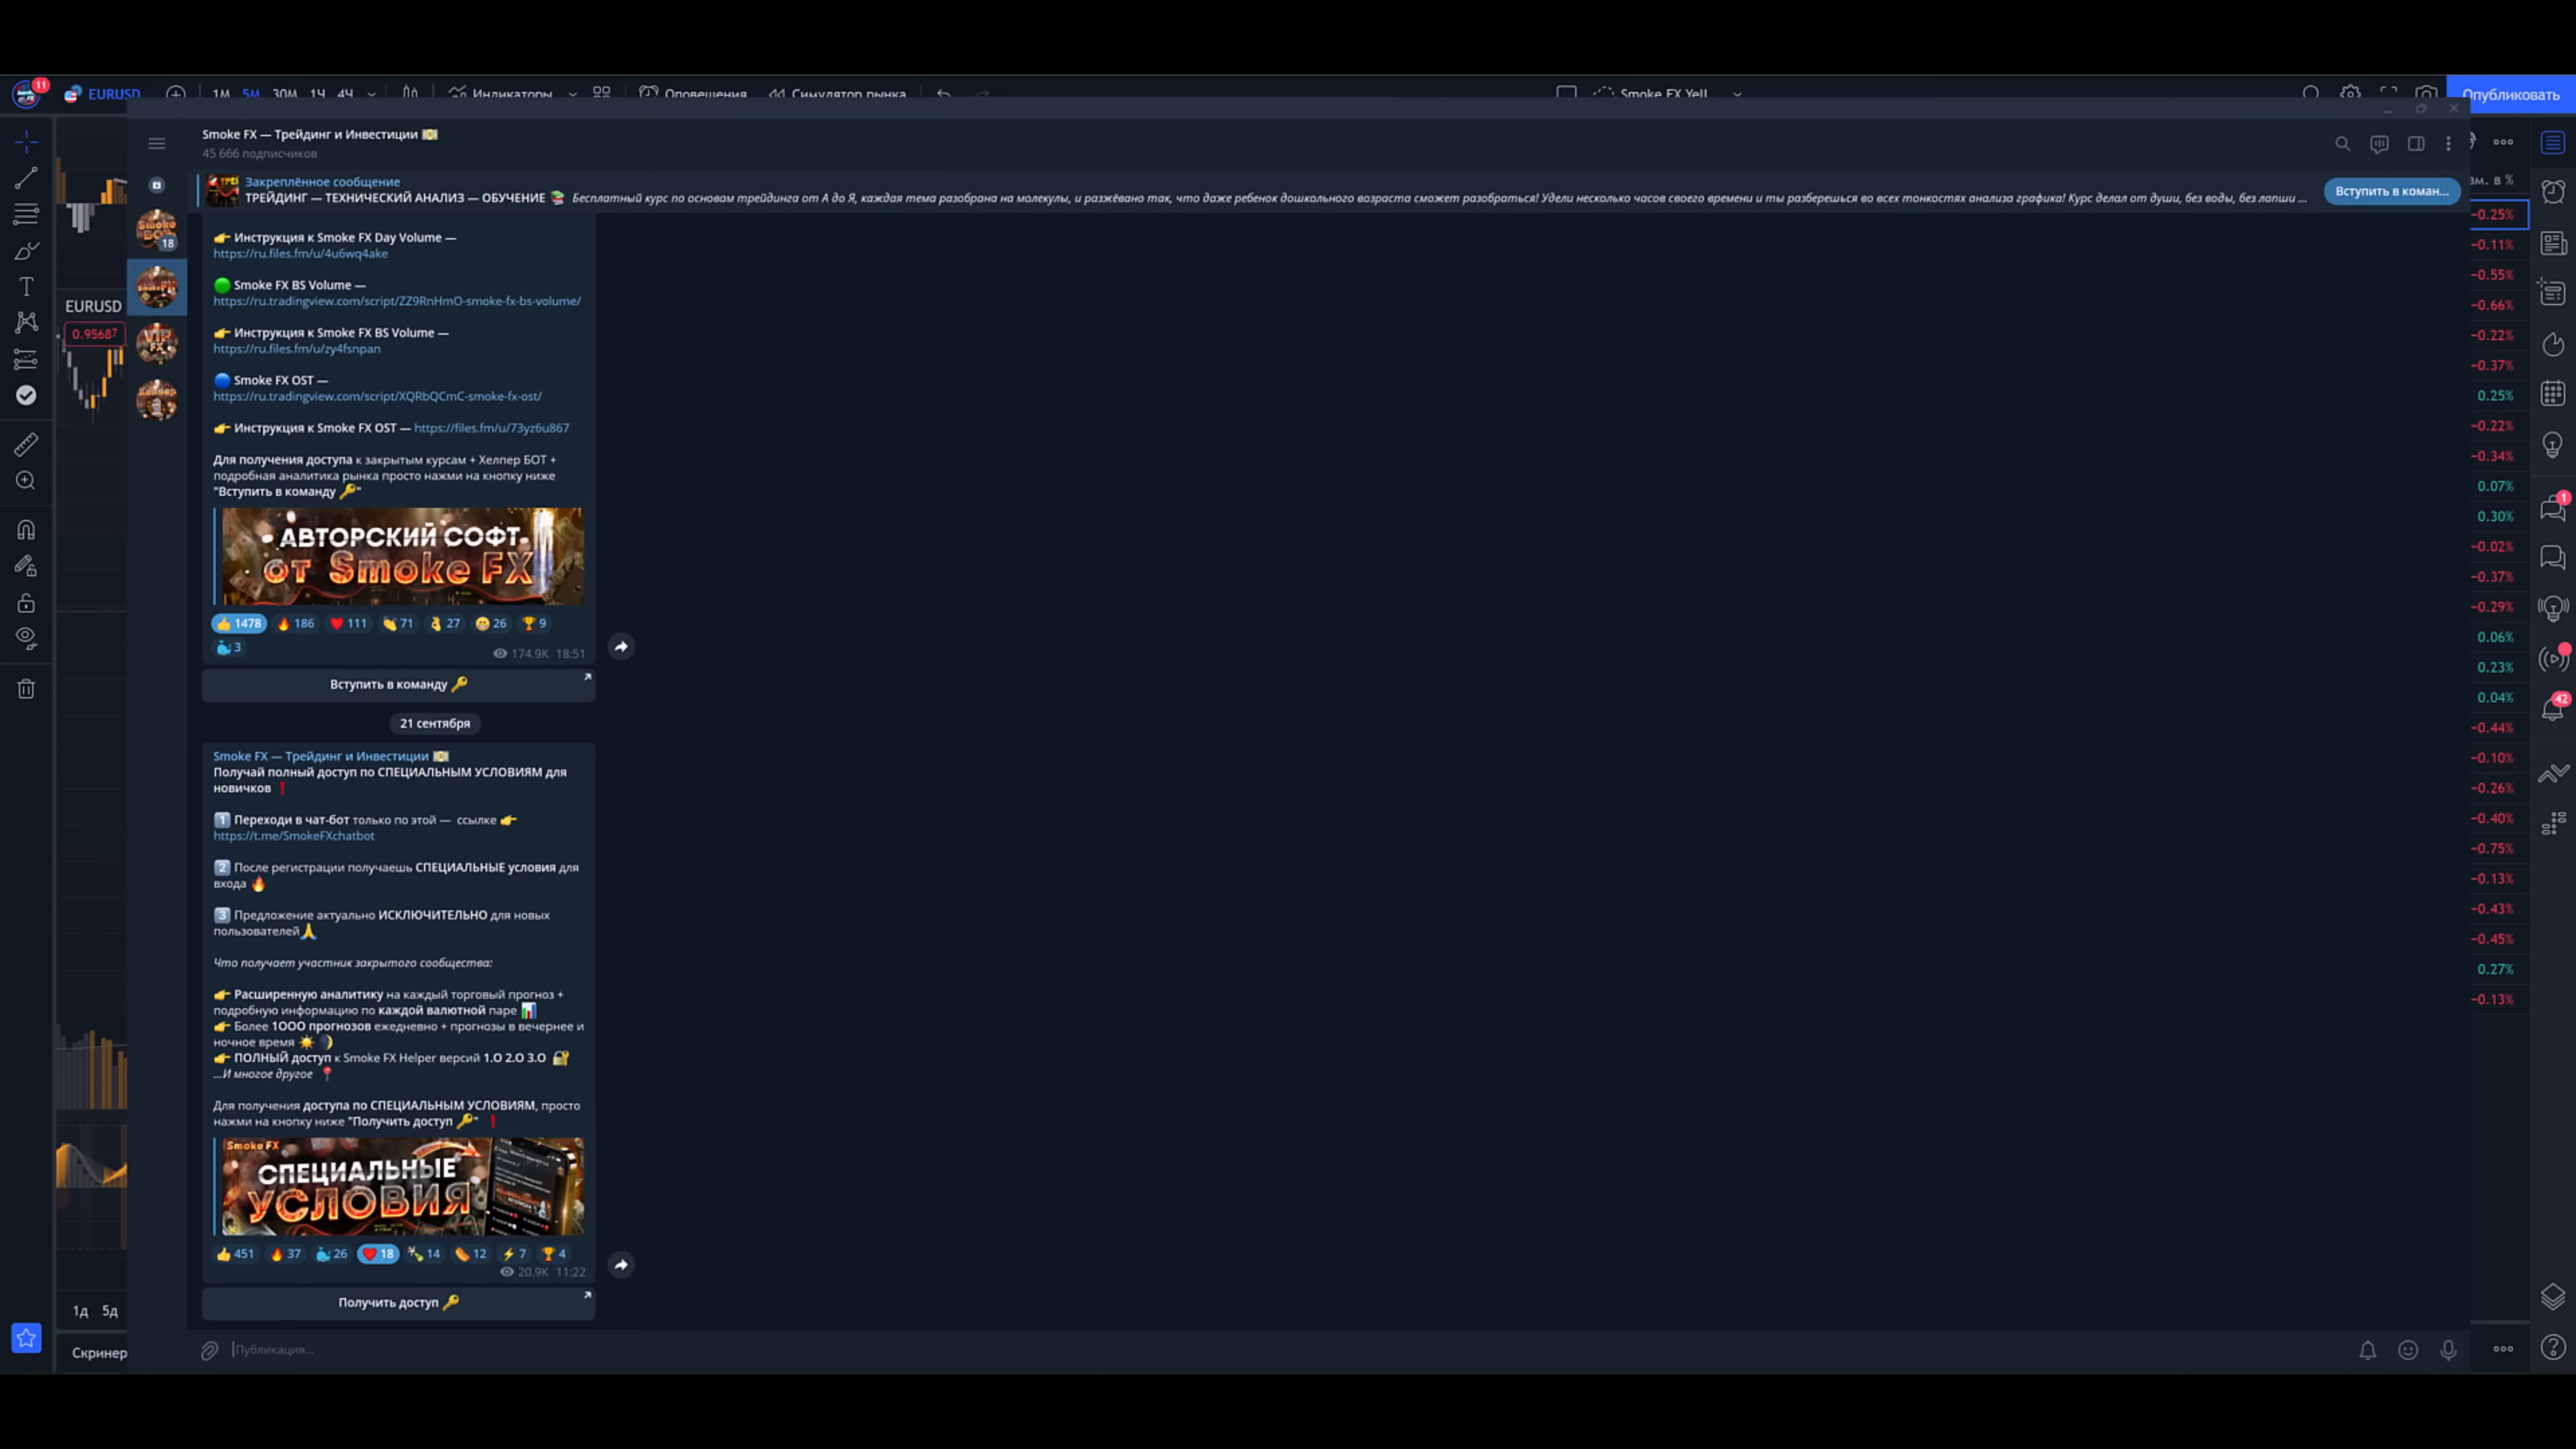 11
EURUSD
1М 5М 30М 1Ч 4Ч
Индикаторы
Оповещения
Симулятор рынка
Smoke FX Yell
Опубликовать
Smoke FX — Трейдинг и Инвестиции
45 666 подписчиков
Закреплённое сообщение
ТРЕЙДИНГ — ТЕХНИЧЕСКИЙ АНАЛИЗ — ОБУЧЕНИЕ 📚 Бесплатный курс по основам трейдинга от А до Я, каждая тема разобрана на молекулы, и разжёвано так, что даже ребенок дошкольного возраста сможет разобраться! Удели несколько часов своего времени и ты разберешься во всех тонкостях анализа графика! Курс делал от души, без воды, без лапши ...
Вступить в коман...
18
EURUSD
0.95687
👉 Инструкция к Smoke FX Day Volume —
https://ru.files.fm/u/4u6wq4ake
🟢 Smoke FX BS Volume —
https://ru.tradingview.com/script/ZZ9RnHmO-smoke-fx-bs-volume/
👉 Инструкция к Smoke FX BS Volume —
https://ru.files.fm/u/zy4fsnpan
🔵 Smoke FX OST —
https://ru.tradingview.com/script/XQRbQCmC-smoke-fx-ost/
👉 Инструкция к Smoke FX OST — https://files.fm/u/73yz6u867
Для получения доступа к закрытым курсам + Хелпер БОТ +
подробная аналитика рынка просто нажми на кнопку ниже
"Вступить в команду 🔑"
АВТОРСКИЙ СОФТ
от Smoke FX
👍 1478 🔥 186 ❤️ 111 👏 71 👌 27 😁 26 🏆 9
🐳 3
174.9K 18:51
Вступить в команду 🔑
21 сентября
Smoke FX — Трейдинг и Инвестиции
Получай полный доступ по СПЕЦИАЛЬНЫМ УСЛОВИЯМ для
новичков ❗
1️⃣ Переходи в чат-бот только по этой — ссылке 👉
https://t.me/SmokeFXchatbot
2️⃣ После регистрации получаешь СПЕЦИАЛЬНЫЕ условия для
входа 🔥
3️⃣ Предложение актуально ИСКЛЮЧИТЕЛЬНО для новых
пользователей🙏
Что получает участник закрытого сообщества:
👉 Расширенную аналитику на каждый торговый прогноз +
подробную информацию по каждой валютной паре 📊
👉 Более 1ООО прогнозов ежедневно + прогнозы в вечернее и
ночное время ☀️ 🌒
👉 ПОЛНЫЙ доступ к Smoke FX Helper версий 1.О 2.О 3.О 🔐
...И многое другое 📍
Для получения доступа по СПЕЦИАЛЬНЫМ УСЛОВИЯМ, просто
нажми на кнопку ниже "Получить доступ 🔑" ❗
Smoke FX
СПЕЦИАЛЬНЫЕ
УСЛОВИЯ
👍 451 🔥 37 🐳 26 ❤️ 18 🍾 14 🌭 12 ⚡ 7 🏆 4
20.9K 11:22
Получить доступ 🔑
Публикация...
1д 5д
Скринер
зм. в %
−0.25%
−0.11%
−0.55%
−0.66%
−0.22%
−0.37%
0.25%
−0.22%
−0.34%
0.07%
0.30%
−0.02%
−0.37%
−0.29%
0.06%
0.23%
0.04%
−0.44%
−0.10%
−0.26%
−0.40%
−0.75%
−0.13%
−0.43%
−0.45%
0.27%
−0.13%
1
42